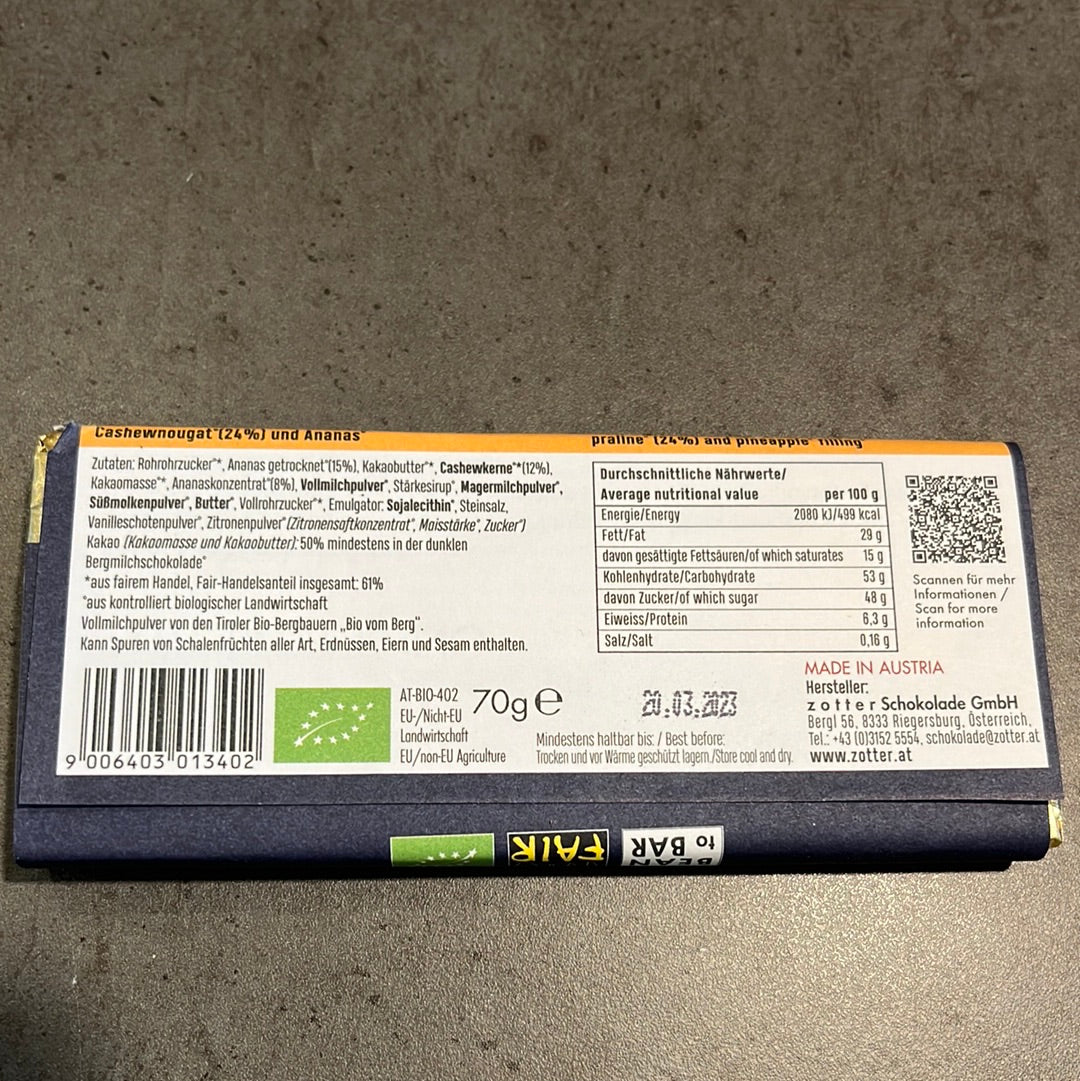 Cashewnougat°(24%) und Ananas°
praline°(24%) and pineapple° filling
Zutaten: Rohrohrzucker°*, Ananas getrocknet°(15%), Kakaobutter°*, Cashewkerne°*(12%),
Kakaomasse°*, Ananaskonzentrat°(8%), Vollmilchpulver°, Stärkesirup°, Magermilchpulver°,
Süßmolkenpulver°, Butter°, Vollrohrzucker°*, Emulgator: Sojalecithin°, Steinsalz,
Vanilleschotenpulver°, Zitronenpulver°(Zitronensaftkonzentrat°, Maisstärke°, Zucker°)
Kakao (Kakaomasse und Kakaobutter): 50% mindestens in der dunklen
Bergmilchschokolade°
*aus fairem Handel, Fair-Handelsanteil insgesamt: 61%
°aus kontrolliert biologischer Landwirtschaft
Vollmilchpulver von den Tiroler Bio-Bergbauern „Bio vom Berg“.
Kann Spuren von Schalenfrüchten aller Art, Erdnüssen, Eiern und Sesam enthalten.
Durchschnittliche Nährwerte/
Average nutritional value per 100 g
Energie/Energy 2080 kJ/499 kcal
Fett/Fat 29 g
davon gesättigte Fettsäuren/of which saturates 15 g
Kohlenhydrate/Carbohydrate 53 g
davon Zucker/of which sugar 48 g
Eiweiss/Protein 6,3 g
Salz/Salt 0,16 g
Scannen für mehr
Informationen /
Scan for more
information
9 006403 013402
AT-BIO-402
EU-/Nicht-EU
Landwirtschaft
EU/non-EU Agriculture
70g e
20.03.2023
Mindestens haltbar bis: / Best before:
Trocken und vor Wärme geschützt lagern./Store cool and dry.
MADE IN AUSTRIA
Hersteller:
zotter Schokolade GmbH
Bergl 56, 8333 Riegersburg, Österreich,
Tel.: +43 (0)3152 5554, schokolade@zotter.at
www.zotter.at
BEAN
to BAR
FAIR